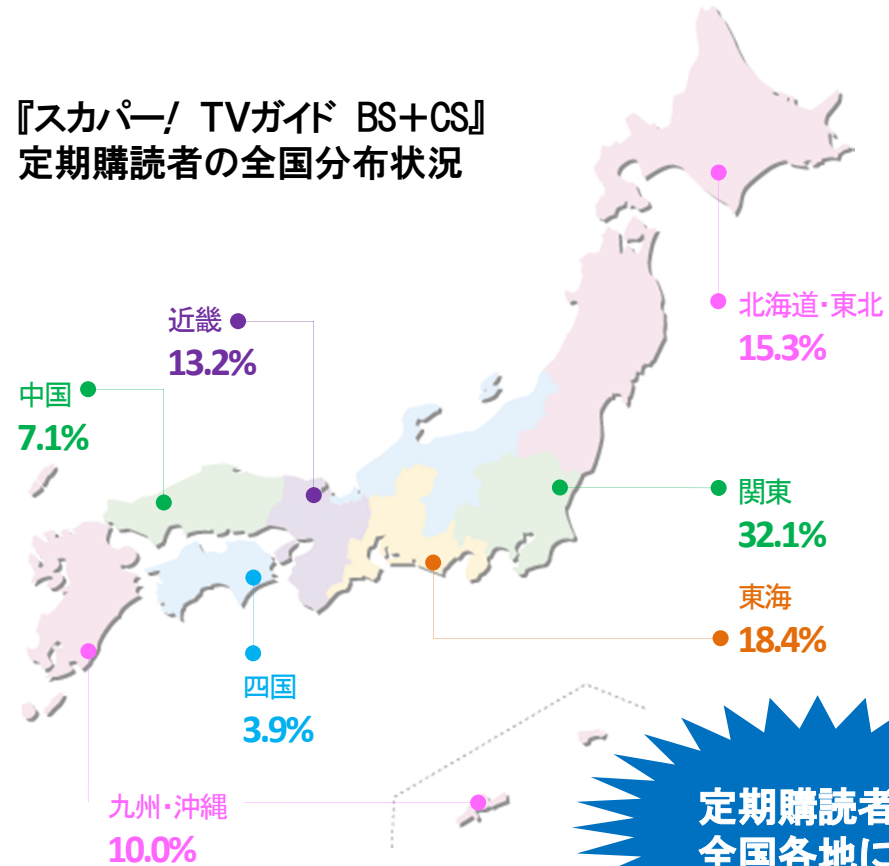 『スカパー! TVガイド BS+CS』
定期購読者の全国分布状況
北海道・東北
15.3%
近畿
13.2%
中国
7.1%
関東
32.1%
東海
18.4%
四国
3.9%
九州・沖縄
10.0%
定期購読者
全国各地に